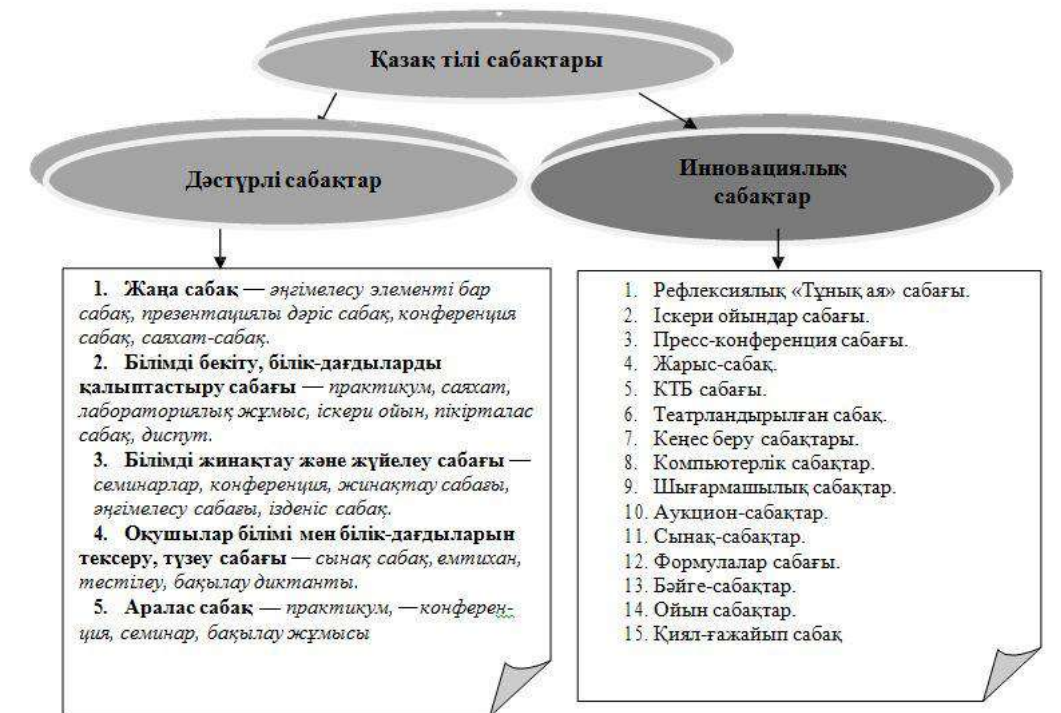 Қазақ тілі сабақтары
Дәстүрлі сабақтар
Инновациялық
сабақтар
1. Жаңа сабақ — әңгімелесу элементі бар
сабақ, презентациялы дәріс сабақ, конференция
сабақ, саяхат-сабақ.
2. Білімді бекіту, білік-дағдыларды
қалыптастыру сабағы — практикум, саяхат,
лабораториялық жұмыс, іскери ойын, пікірталас
сабақ, диспут.
3. Білімді жинақтау және жүйелеу сабағы —
семинарлар, конференция, жинақтау сабағы,
әңгімелесу сабағы, ізденіс сабақ.
4. Оқушылар білімі мен білік-дағдыларын
тексеру, түзеу сабағы — сынақ сабақ, емтихан,
тестілеу, бақылау диктанты.
5. Аралас сабақ — практикум, —конферен-
ция, семинар, бақылау жұмысы
1. Рефлексиялық «Тұнық ая» сабағы.
2. Іскери ойындар сабағы.
3. Пресс-конференция сабағы.
4. Жарыс-сабақ.
5. КТБ сабағы.
6. Театрландырылған сабақ.
7. Кеңес беру сабақтары.
8. Компьютерлік сабақтар.
9. Шығармашылық сабақтар.
10. Аукцион-сабақтар.
11. Сынақ-сабақтар.
12. Формулалар сабағы.
13. Бәйге-сабақтар.
14. Ойын сабақтар.
15. Қиял-ғажайып сабақ